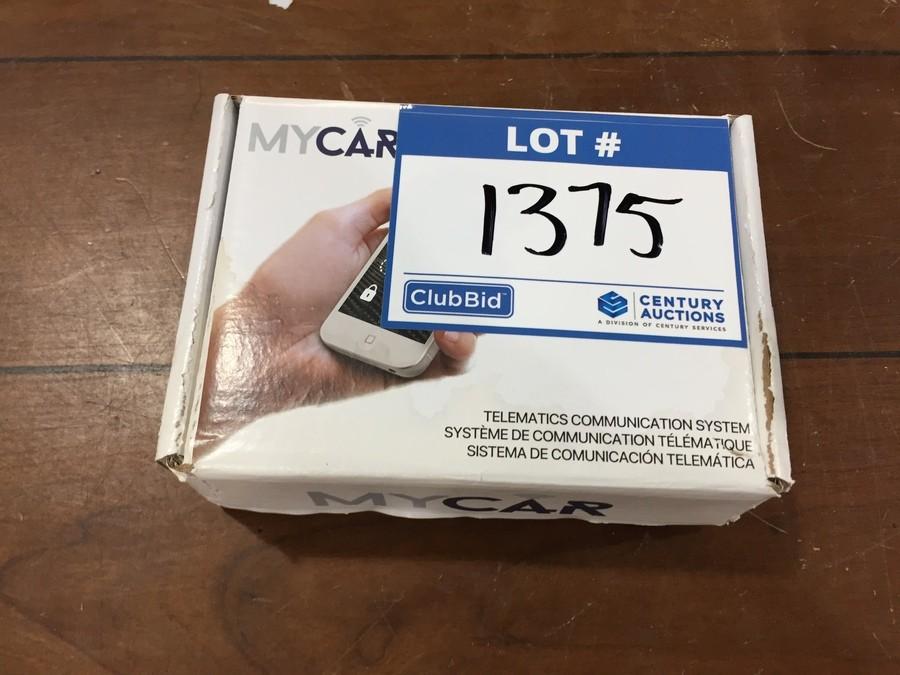 MYCAR
LOT #
1375
ClubBid
CENTURY
AUCTIONS
A DIVISION OF CENTURY SERVICES
TELEMATICS COMMUNICATION SYSTEM
SYSTÈME DE COMMUNICATION TÉLÉMATIQUE
SISTEMA DE COMUNICACIÓN TELEMÁTICA
MYCAR